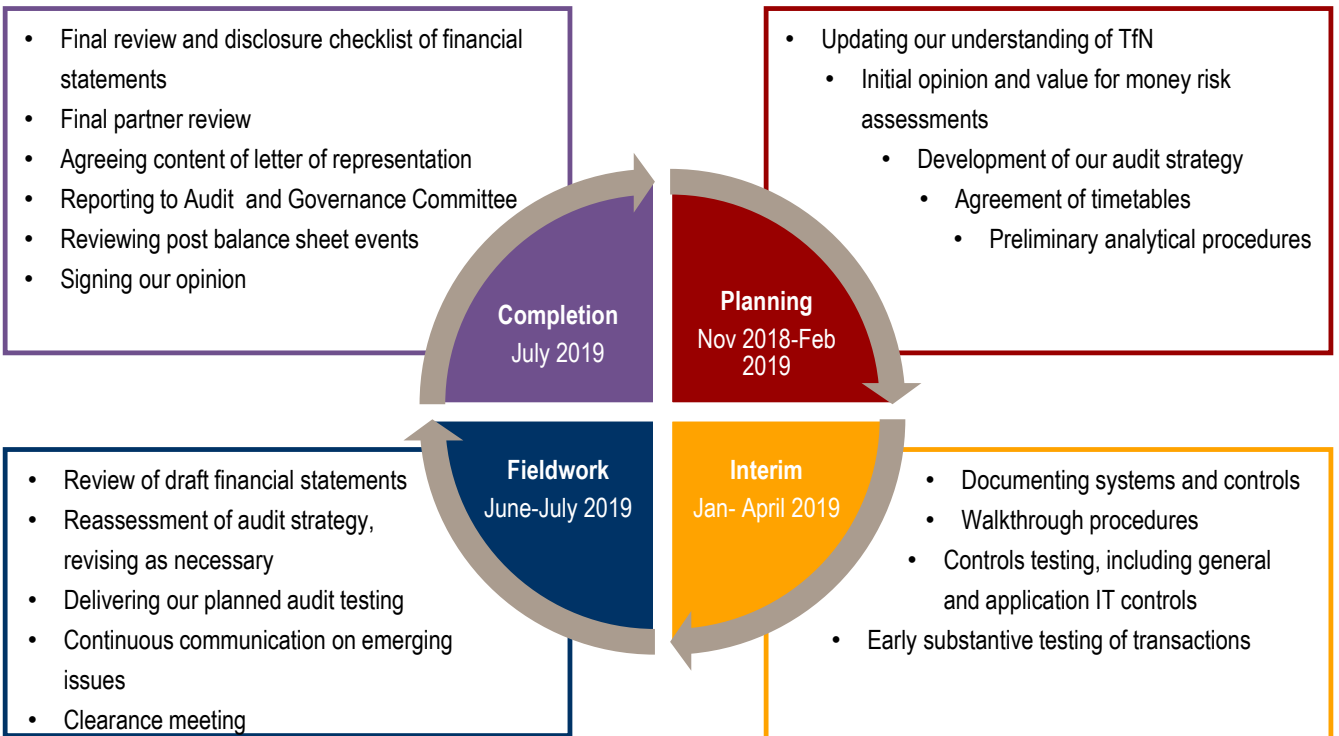 • Final review and disclosure checklist of financial
statements
• Final partner review
• Agreeing content of letter of representation
• Reporting to Audit and Governance Committee
• Reviewing post balance sheet events
• Signing our opinion
• Updating our understanding of TfN
• Initial opinion and value for money risk
assessments
• Development of our audit strategy
• Agreement of timetables
• Preliminary analytical procedures
Completion
July 2019
Planning
Nov 2018-Feb
2019
Fieldwork
June-July 2019
Interim
Jan- April 2019
• Review of draft financial statements
• Reassessment of audit strategy,
revising as necessary
• Delivering our planned audit testing
• Continuous communication on emerging
issues
• Clearance meeting
• Documenting systems and controls
• Walkthrough procedures
• Controls testing, including general
and application IT controls
• Early substantive testing of transactions